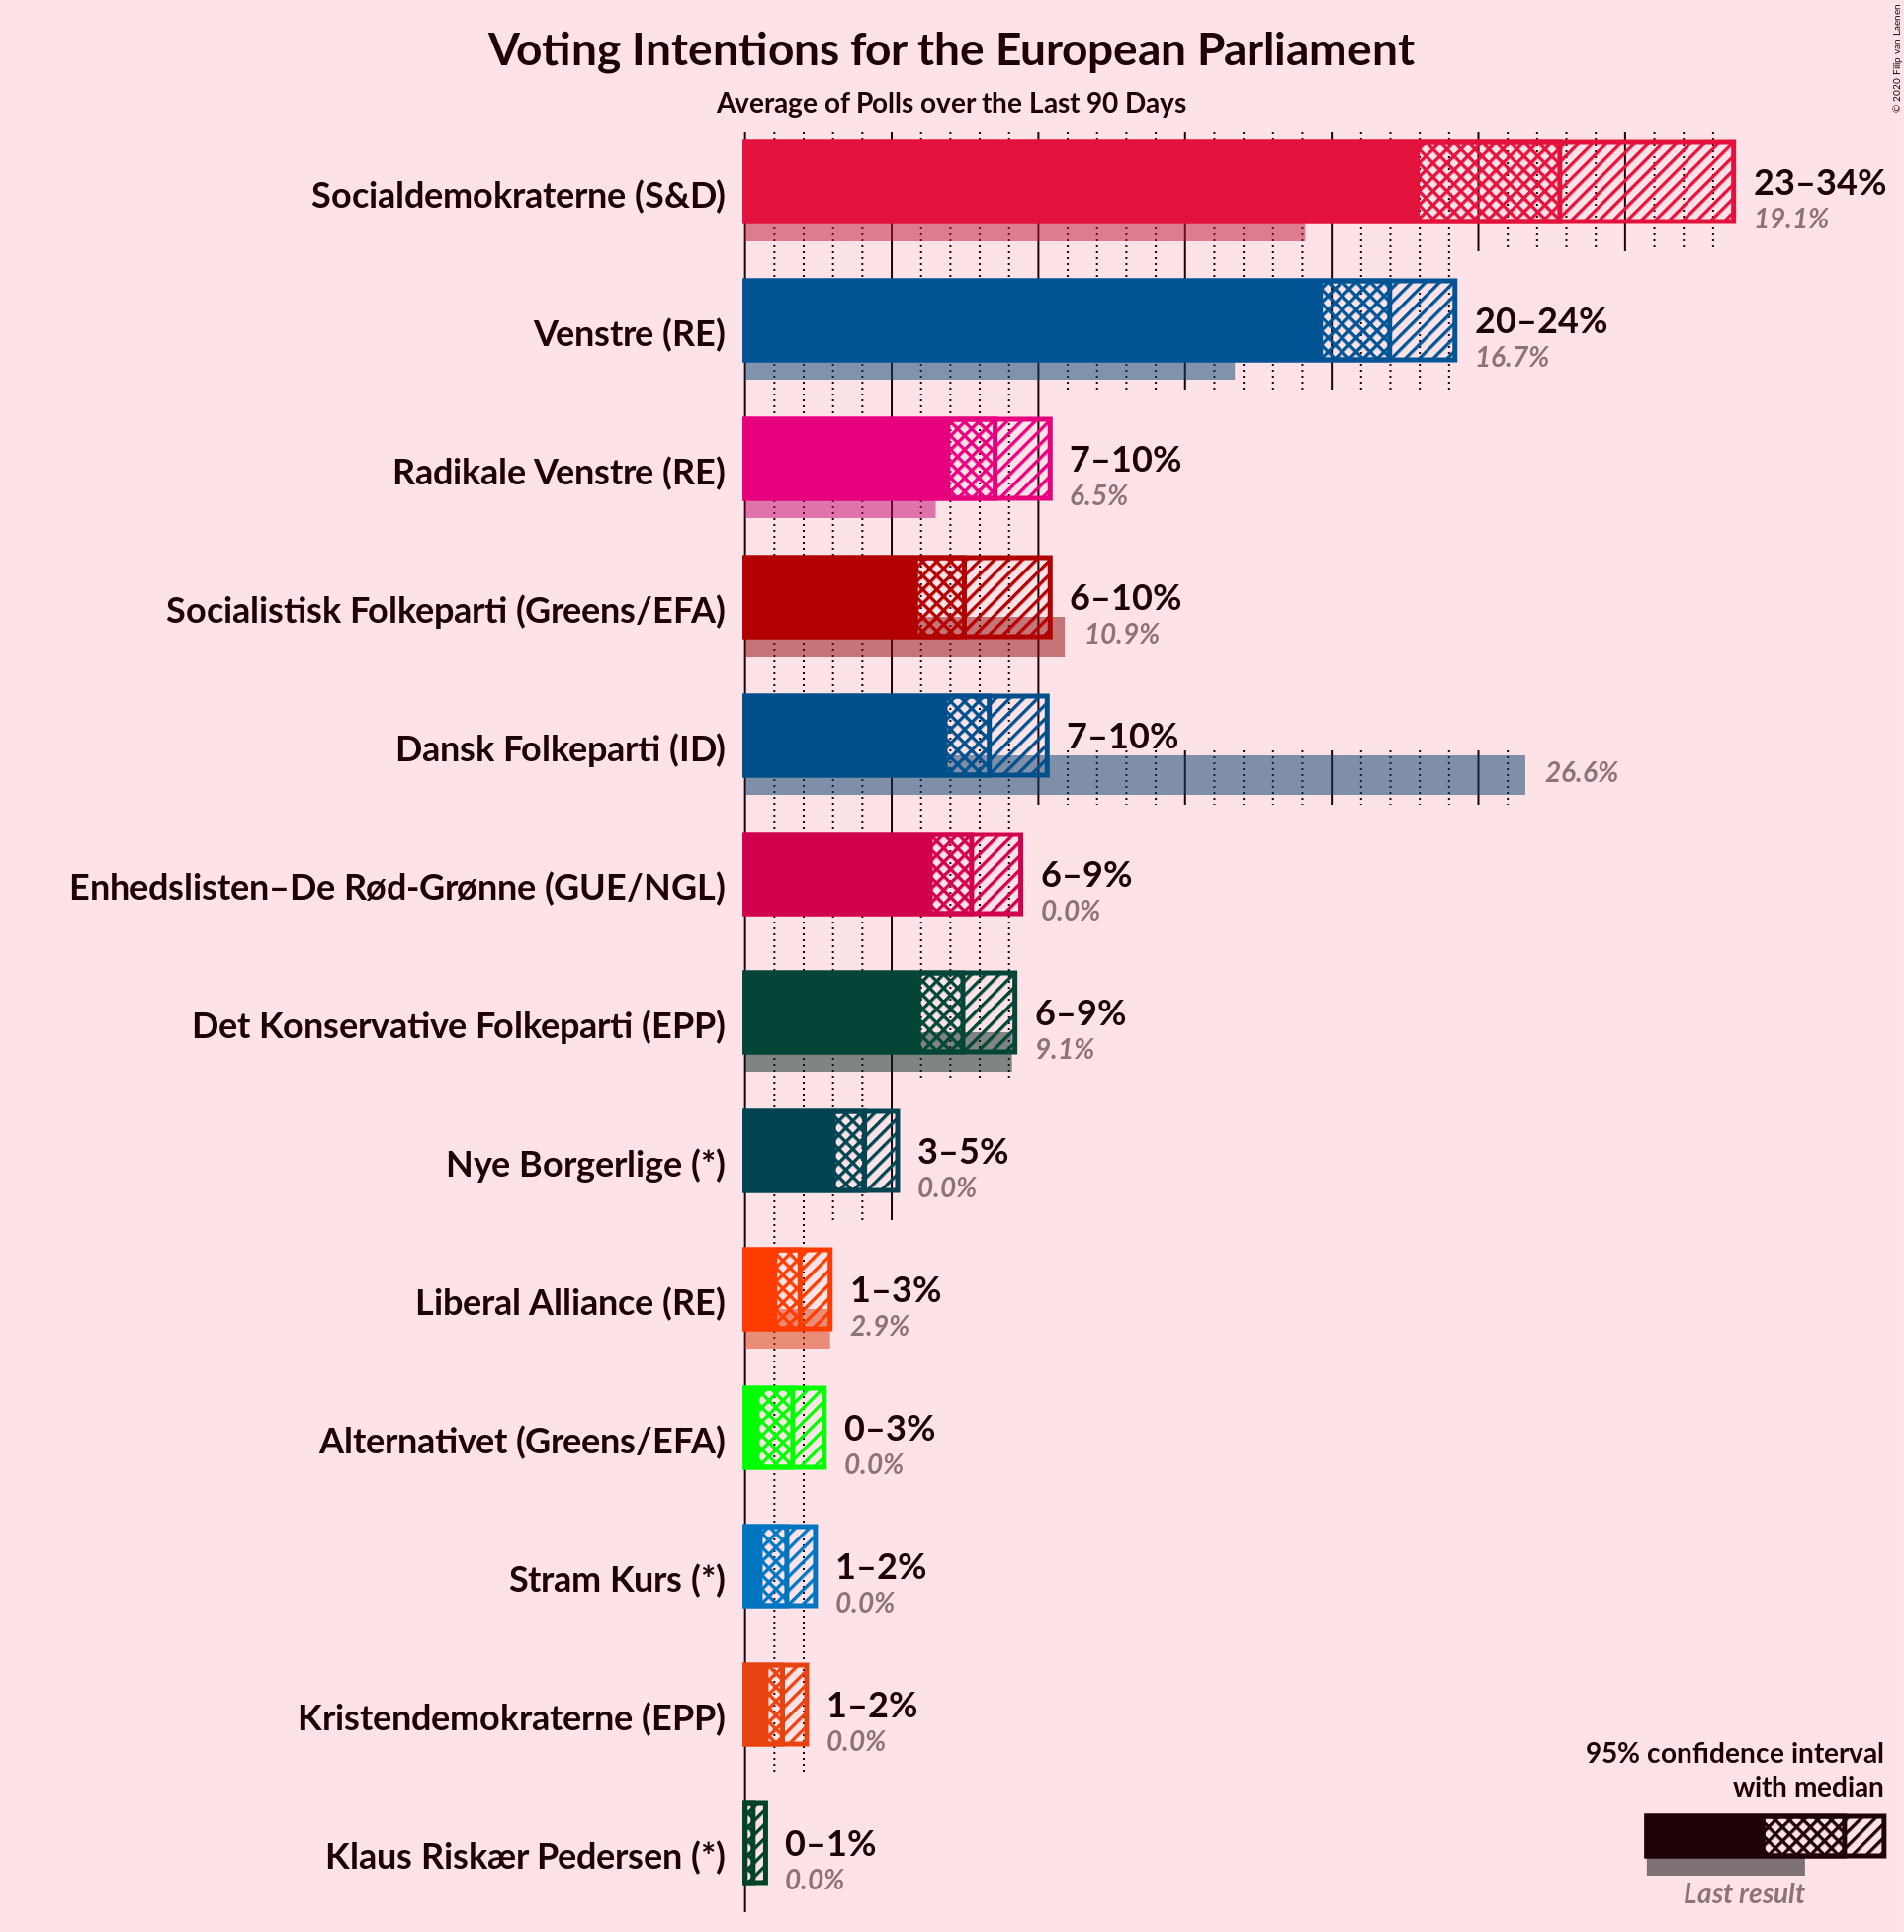 Voting Intentions for the European Parliament
Average of Polls over the Last 90 Days
© 2020 Filip van Laenen
Socialdemokraterne (S&D)
23–34%
19.1%
Venstre (RE)
20–24%
16.7%
Radikale Venstre (RE)
7–10%
6.5%
Socialistisk Folkeparti (Greens/EFA)
6–10%
10.9%
Dansk Folkeparti (ID)
7–10%
26.6%
Enhedslisten–De Rød-Grønne (GUE/NGL)
6–9%
0.0%
Det Konservative Folkeparti (EPP)
6–9%
9.1%
Nye Borgerlige (*)
3–5%
0.0%
Liberal Alliance (RE)
1–3%
2.9%
Alternativet (Greens/EFA)
0–3%
0.0%
Stram Kurs (*)
1–2%
0.0%
Kristendemokraterne (EPP)
1–2%
0.0%
Klaus Riskær Pedersen (*)
0–1%
0.0%
95% confidence interval
with median
Last result